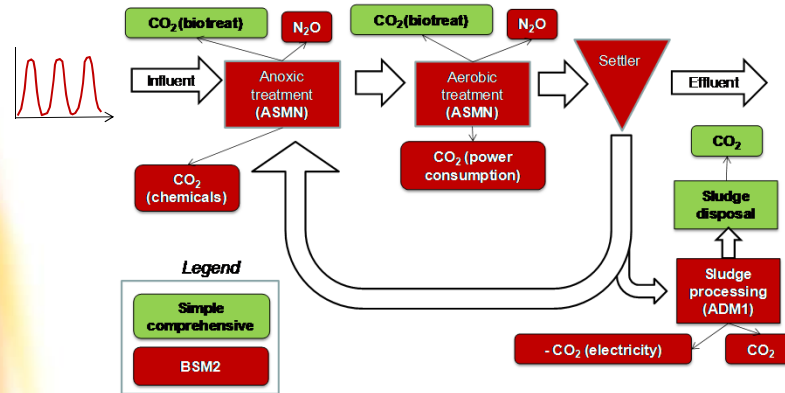 CO₂(biotreat}
N₂O
CO₂(biotreat}
N₂O
Influent
Anoxic
treatment
(ASMN)
Aerobic
treatment
(ASMN)
Settler
Effluent
CO₂
(chemicals)
CO₂ (power
consumption)
CO₂
Sludge
disposal
Sludge
processing
(ADM1)
- CO₂ (electricity)
CO₂
Legend
Simple
comprehensive
BSM2